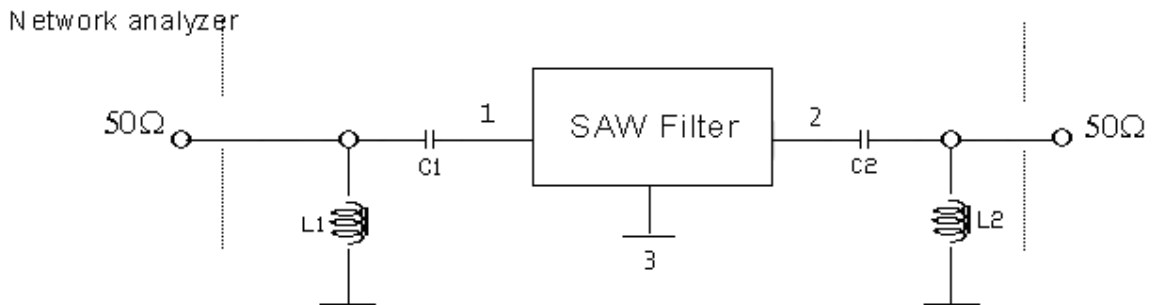 Network analyzer
50Ω
1
SAW Filter
2
50Ω
C1
C2
L1
L2
3